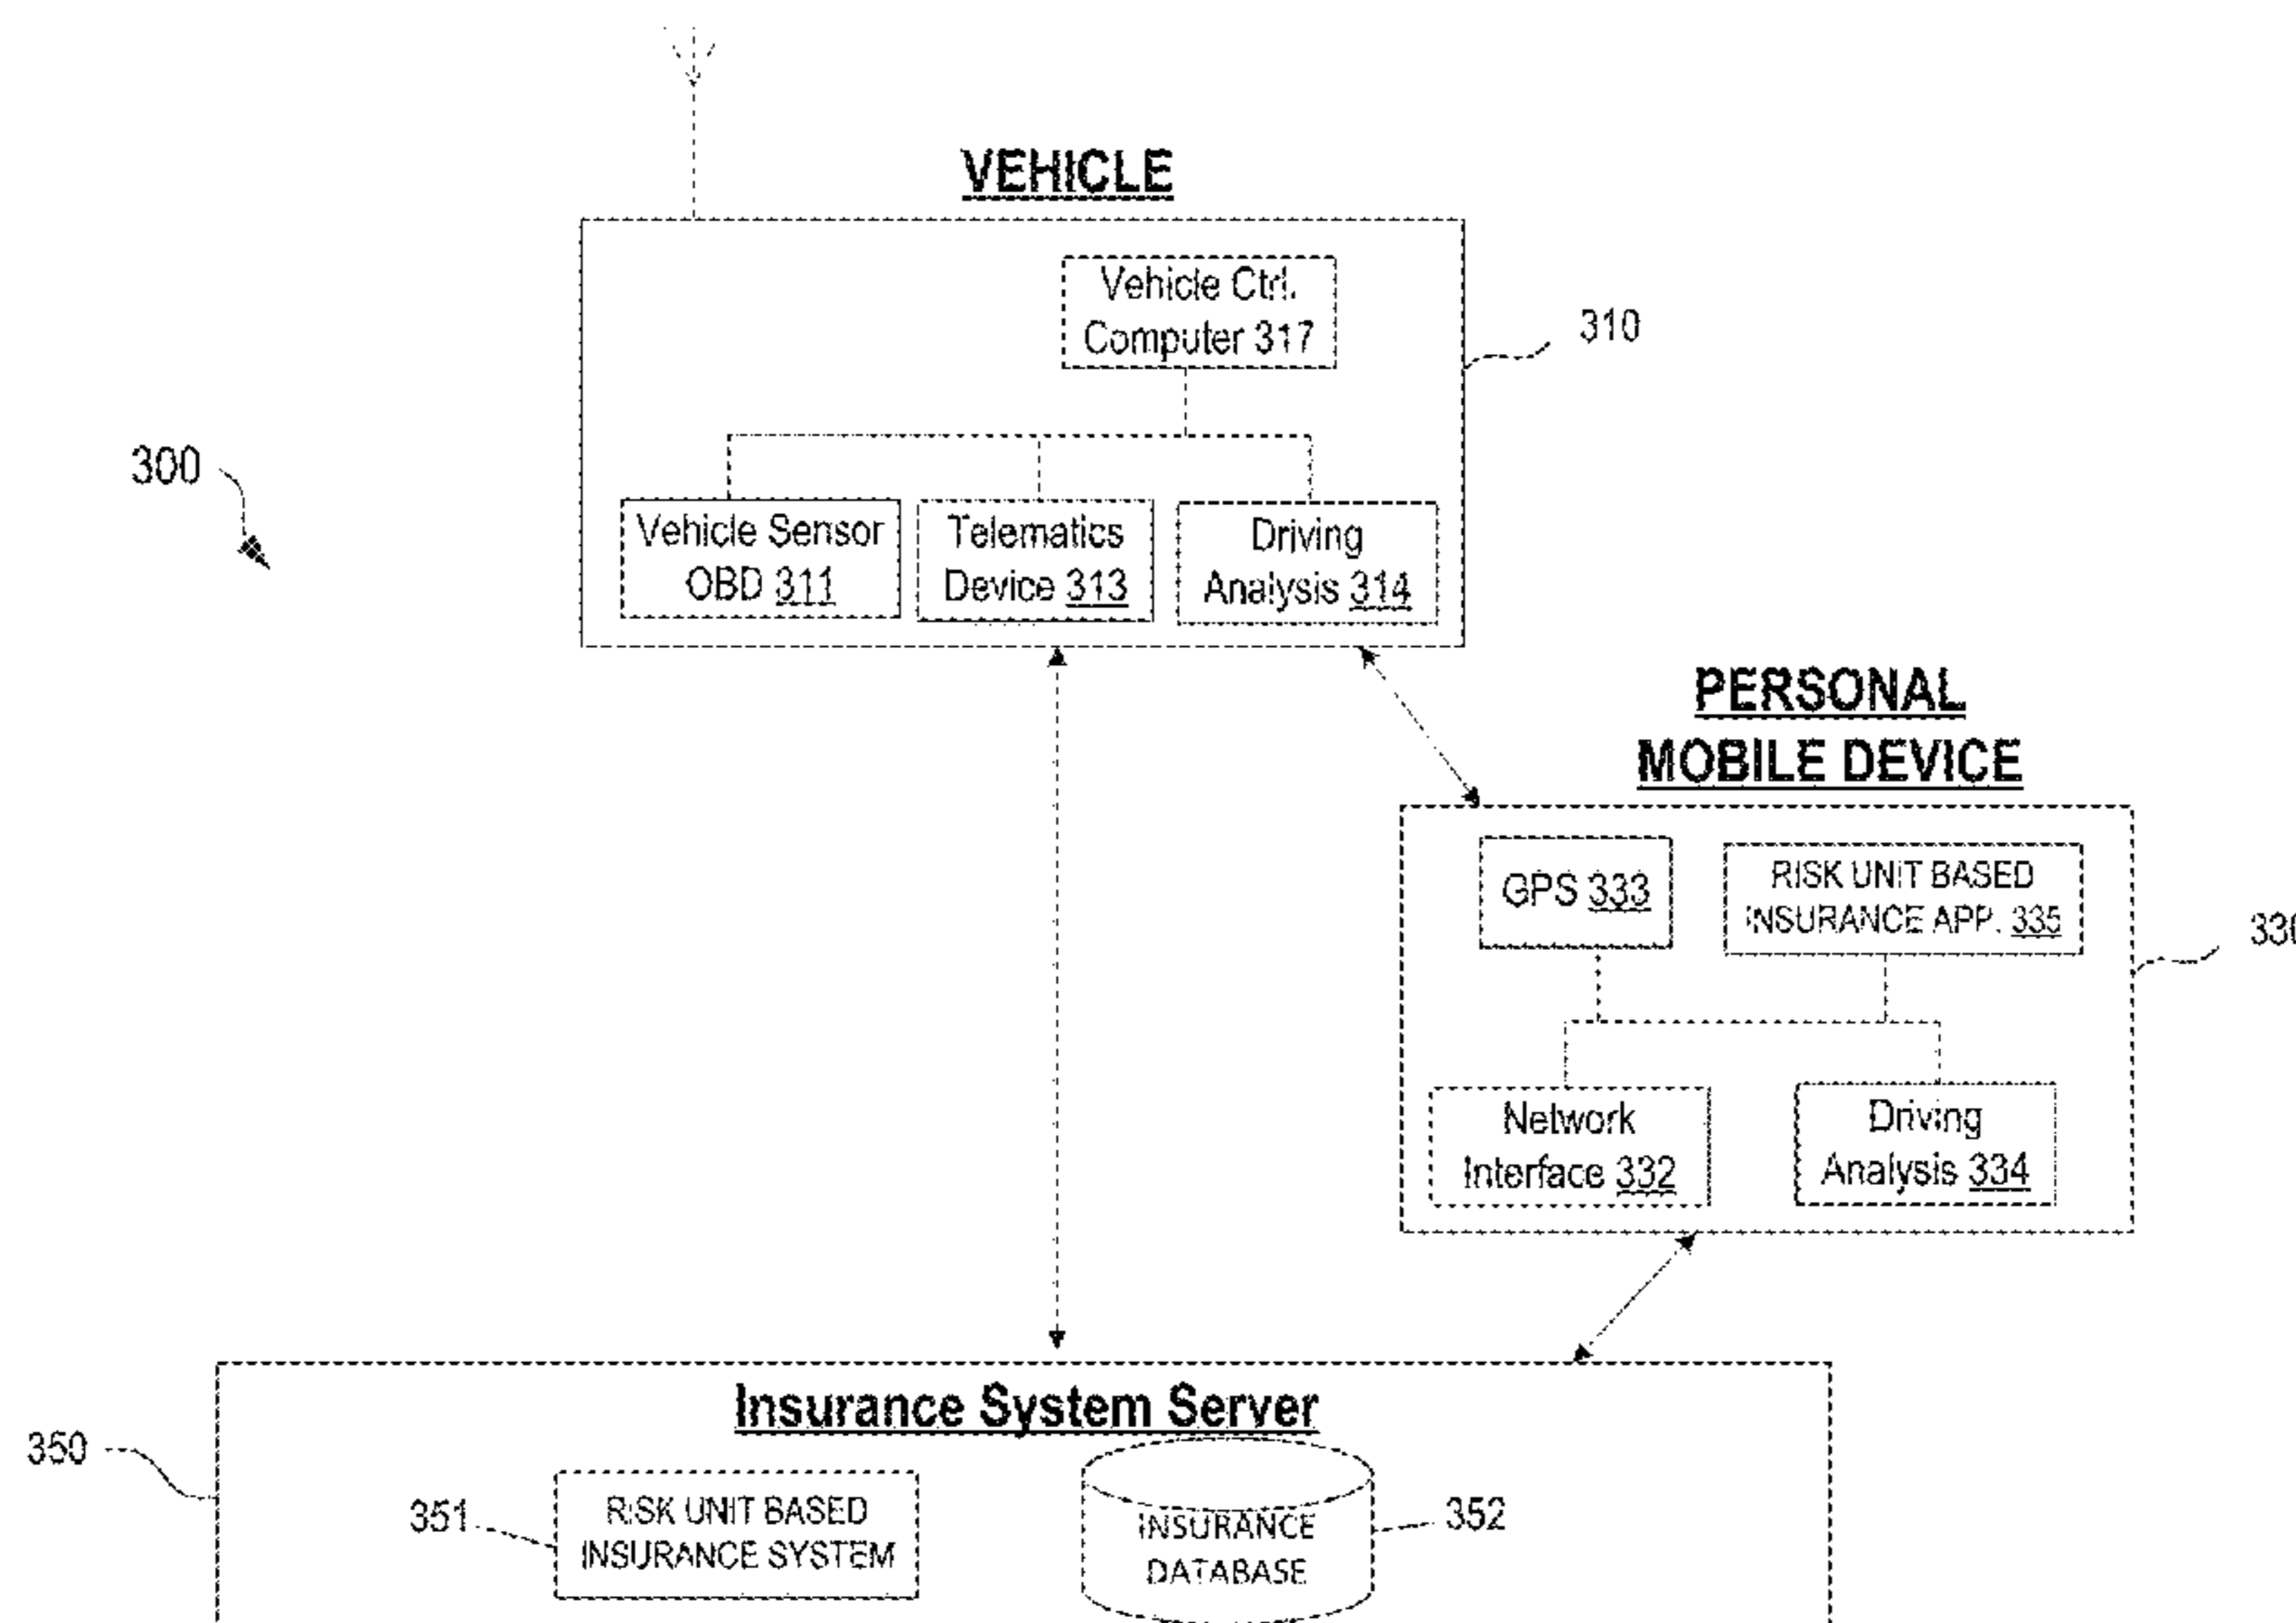 VEHICLE
Vehicle Ctrl.
Computer 317
310
300
Vehicle Sensor
OBD 311
Telematics
Device 313
Driving
Analysis 314
PERSONAL
MOBILE DEVICE
GPS 333
RISK UNIT BASED
INSURANCE APP. 335
330
Network
Interface 332
Driving
Analysis 334
Insurance System Server
350
351
RISK UNIT BASED
INSURANCE SYSTEM
INSURANCE
DATABASE
352